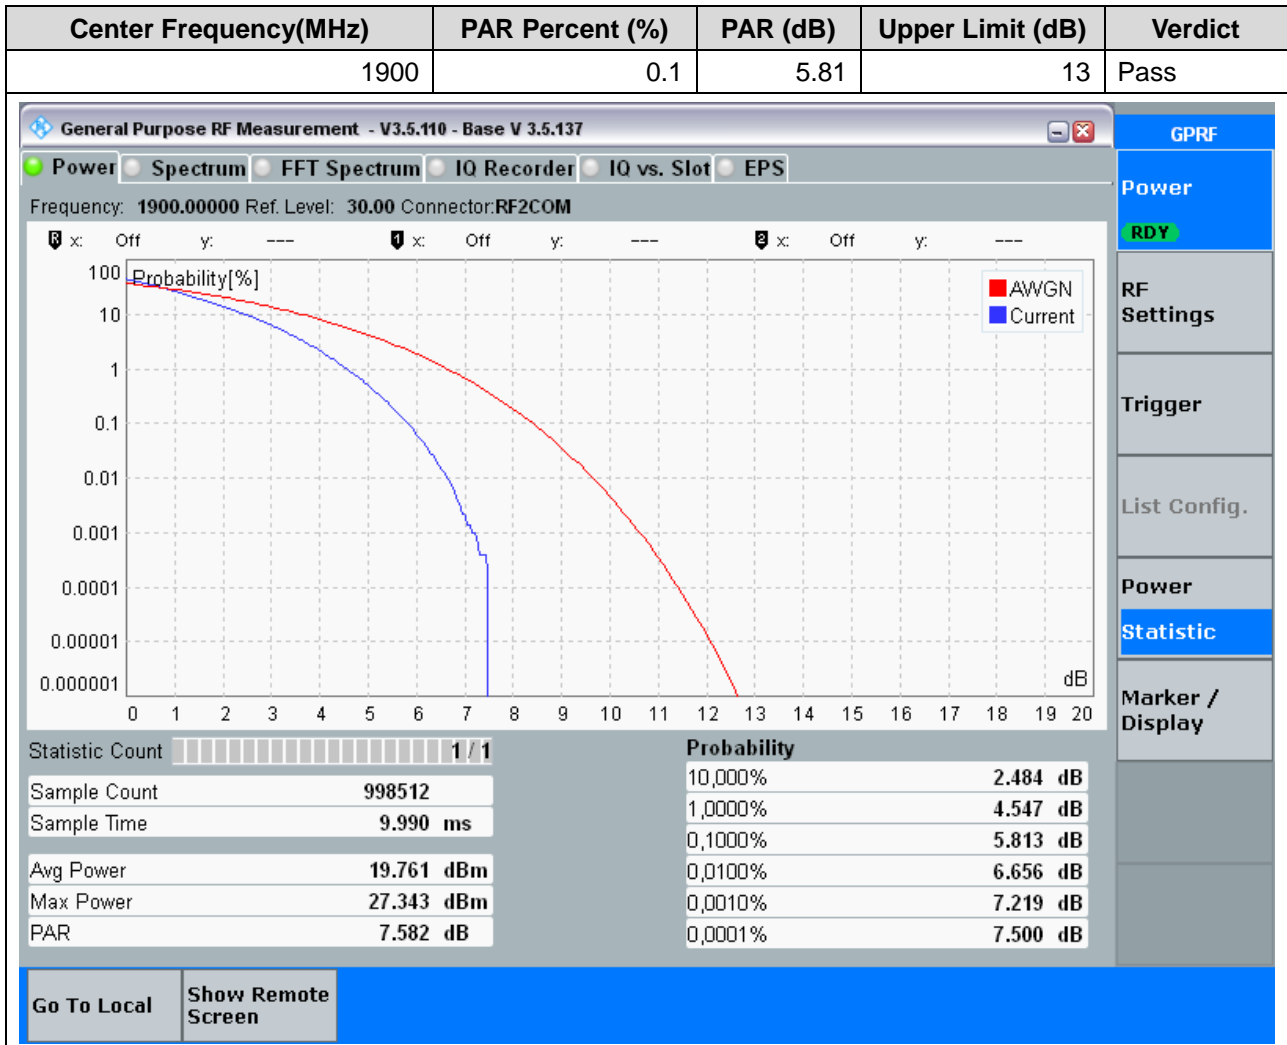 Center Frequency(MHz) PAR Percent (%) PAR (dB) Upper Limit (dB) Verdict
1900 0.1 5.81 13 Pass
General Purpose RF Measurement - V3.5.110 - Base V 3.5.137
GPRF
Power Spectrum FFT Spectrum IQ Recorder IQ vs. Slot EPS
Power
RDY
Frequency: 1900.00000 Ref. Level: 30.00 Connector:RF2COM
R x: Off y: --- 1 x: Off y: --- 2 x: Off y: ---
Probability[%]
AWGN
Current
100
10
1
0.1
0.01
0.001
0.0001
0.00001
0.000001
dB
0 1 2 3 4 5 6 7 8 9 10 11 12 13 14 15 16 17 18 19 20
RF
Settings
Trigger
List Config.
Power
Statistic
Marker /
Display
Statistic Count 1 / 1
Sample Count 998512
Sample Time 9.990 ms
Avg Power 19.761 dBm
Max Power 27.343 dBm
PAR 7.582 dB
Probability
10,000% 2.484 dB
1,0000% 4.547 dB
0,1000% 5.813 dB
0,0100% 6.656 dB
0,0010% 7.219 dB
0,0001% 7.500 dB
Go To Local
Show Remote
Screen